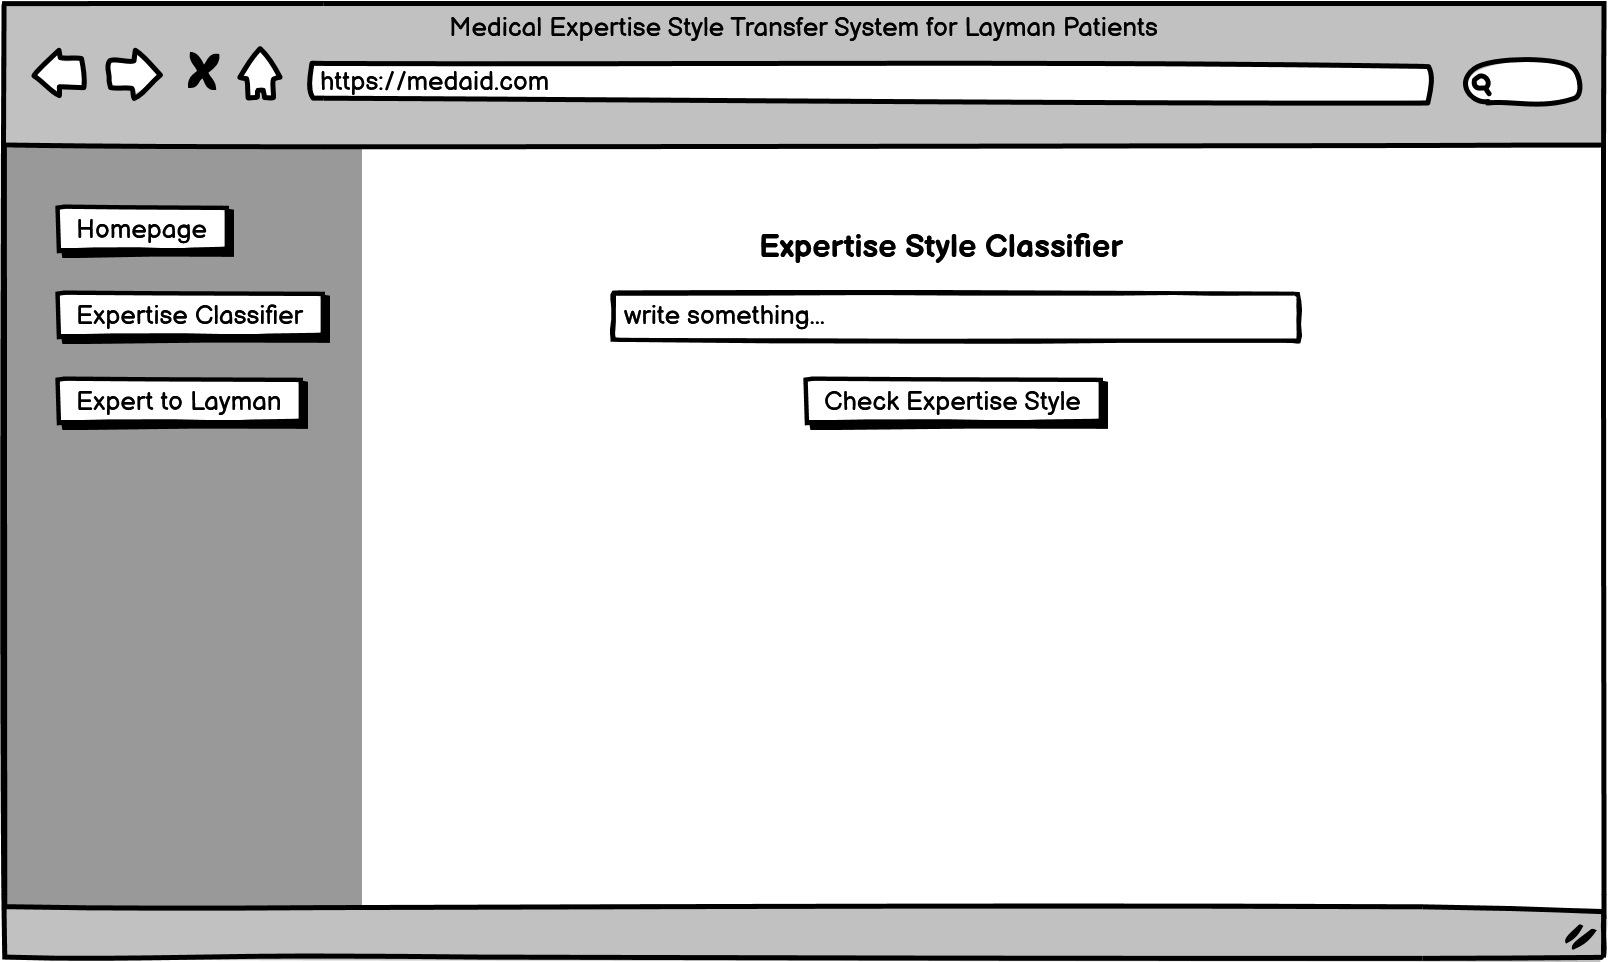 Medical Expertise Style Transfer System for Layman Patients
https://medaid.com
Homepage
Expertise Classifier
Expert to Layman
Expertise Style Classifier
write something...
Check Expertise Style